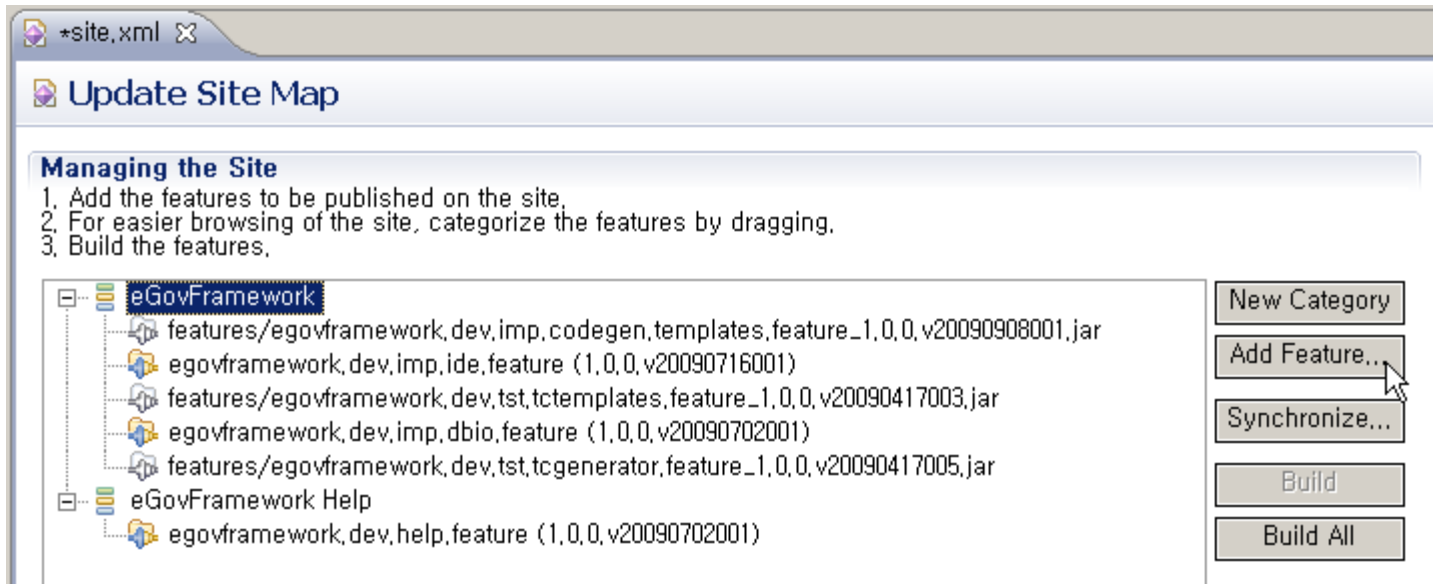 *site.xml
Update Site Map
Managing the Site
1. Add the features to be published on the site.
2. For easier browsing of the site, categorize the features by dragging.
3. Build the features.
eGovFramework
features/egovframework.dev.imp.codegen.templates.feature_1.0.0.v20090908001.jar
egovframework.dev.imp.ide.feature (1.0.0.v20090716001)
features/egovframework.dev.tst.tctemplates.feature_1.0.0.v20090417003.jar
egovframework.dev.imp.dbio.feature (1.0.0.v20090702001)
features/egovframework.dev.tst.tcgenerator.feature_1.0.0.v20090417005.jar
eGovFramework Help
egovframework.dev.help.feature (1.0.0.v20090702001)
New Category
Add Feature...
Synchronize...
Build
Build All